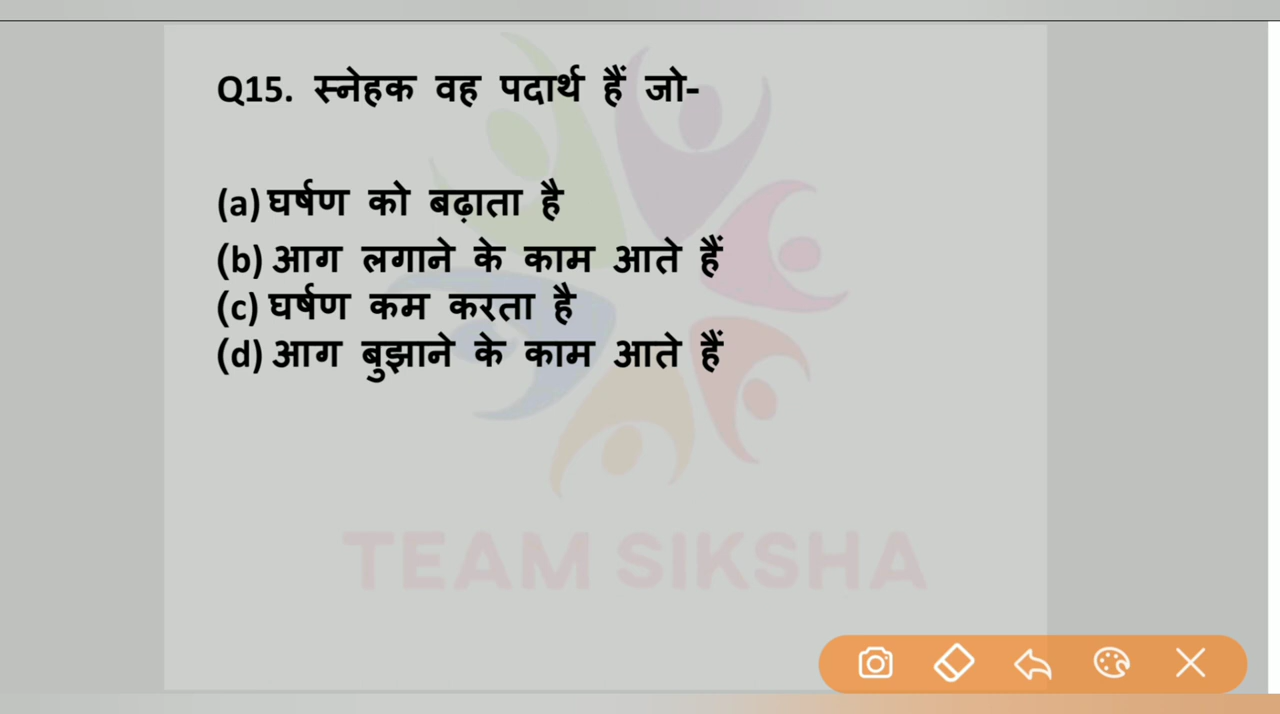 Q15. स्नेहक वह पदार्थ हैं जो-
(a) घर्षण को बढ़ाता है
(b) आग लगाने के काम आते हैं
(c) घर्षण कम करता है
(d) आग बुझाने के काम आते हैं
TEAM SIKSHA